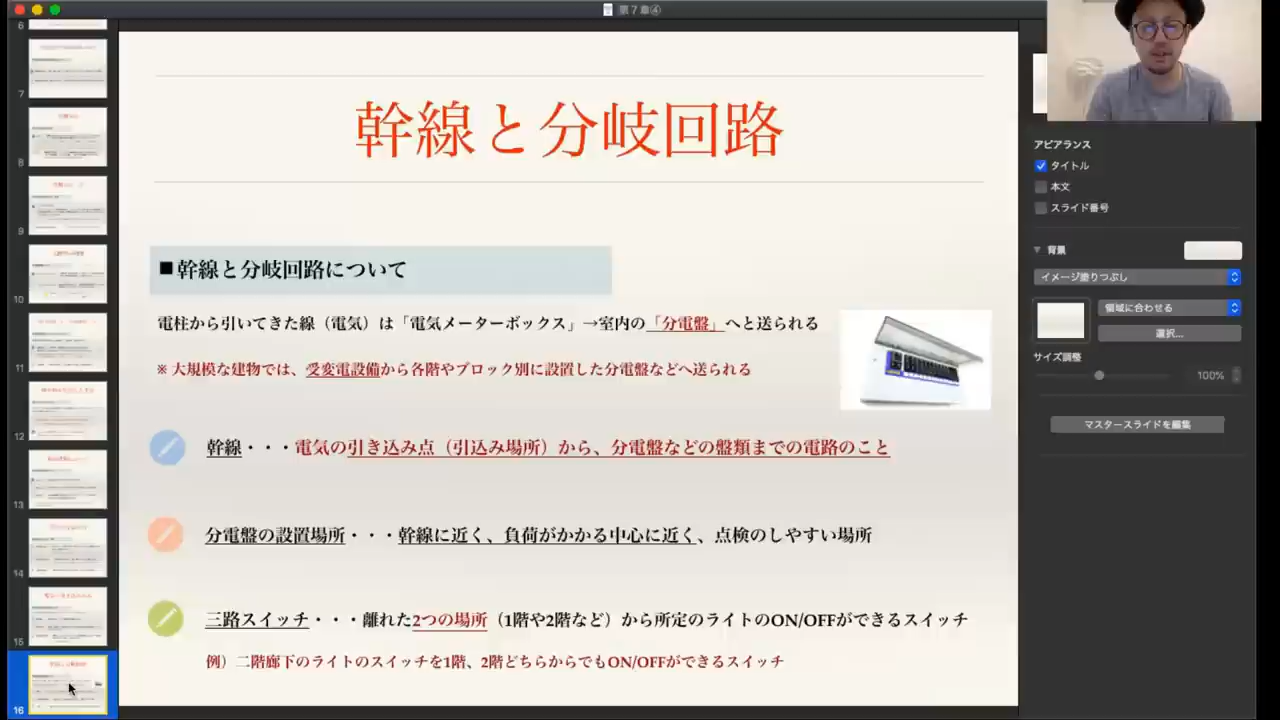 第7章④
幹線と分岐回路
■幹線と分岐回路について
電柱から引いてきた線（電気）は「電気メーターボックス」→室内の「分電盤」へと送られる
※ 大規模な建物では、受変電設備から各階やブロック別に設置した分電盤などへ送られる
幹線・・・電気の引き込み点（引込み場所）から、分電盤などの盤類までの電路のこと
分電盤の設置場所・・・幹線に近く、負荷がかかる中心に近く、点検のしやすい場所
三路スイッチ・・・離れた2つの場所（1階や2階など）から所定のライトのON/OFFができるスイッチ
例）二階廊下のライトのスイッチを1階、2階どちらからでもON/OFFができるスイッチ
6
7
8
9
10
11
12
13
14
15
16
アピアランス
タイトル
本文
スライド番号
背景
イメージ塗りつぶし
領域に合わせる
選択...
サイズ調整
100%
マスタースライドを編集